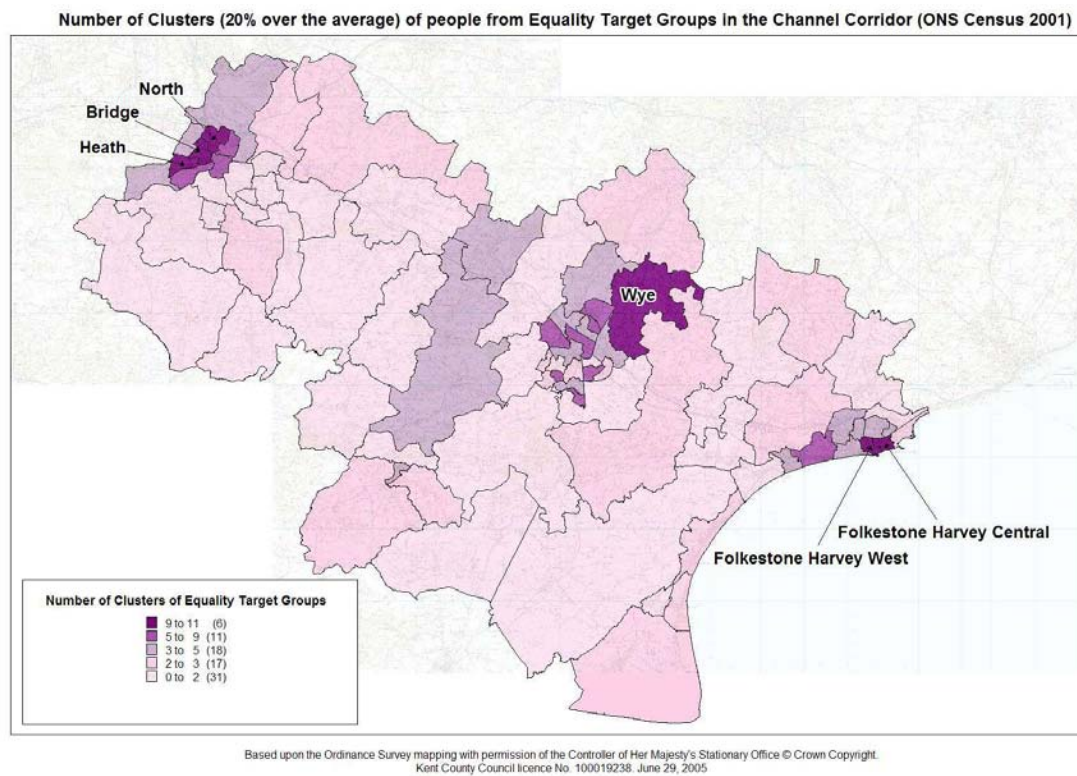 Number of Clusters (20% over the average) of people from Equality Target Groups in the Channel Corridor (ONS Census 2001)
North
Bridge
Heath
Wye
Folkestone Harvey Central
Folkestone Harvey West
Number of Clusters of Equality Target Groups
9 to 11 (6)
5 to 9 (11)
3 to 5 (18)
2 to 3 (17)
0 to 2 (31)
Based upon the Ordinance Survey mapping with permission of the Controller of Her Majesty's Stationary Office © Crown Copyright.
Kent County Council licence No. 100019238. June 29, 2005